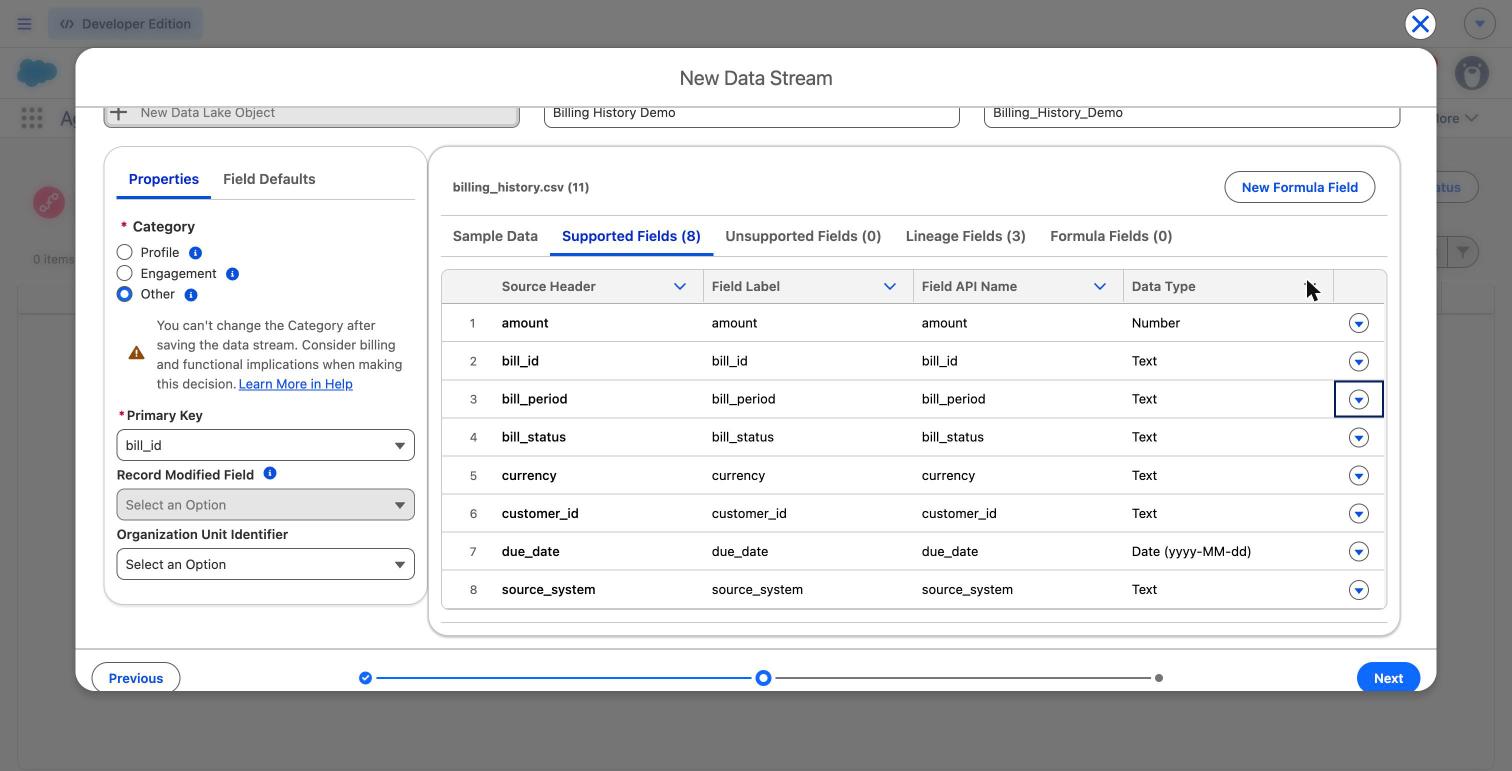 Developer Edition
New Data Stream
New Data Lake Object
Billing History Demo
Billing_History_Demo
Properties
Field Defaults
* Category
Profile
Engagement
Other
You can't change the Category after
saving the data stream. Consider billing
and functional implications when making
this decision. Learn More in Help
* Primary Key
bill_id
Record Modified Field
Select an Option
Organization Unit Identifier
Select an Option
billing_history.csv (11)
New Formula Field
Sample Data
Supported Fields (8)
Unsupported Fields (0)
Lineage Fields (3)
Formula Fields (0)
Source Header Field Label Field API Name Data Type
1 amount amount amount Number
2 bill_id bill_id bill_id Text
3 bill_period bill_period bill_period Text
4 bill_status bill_status bill_status Text
5 currency currency currency Text
6 customer_id customer_id customer_id Text
7 due_date due_date due_date Date (yyyy-MM-dd)
8 source_system source_system source_system Text
Previous
Next
0 items